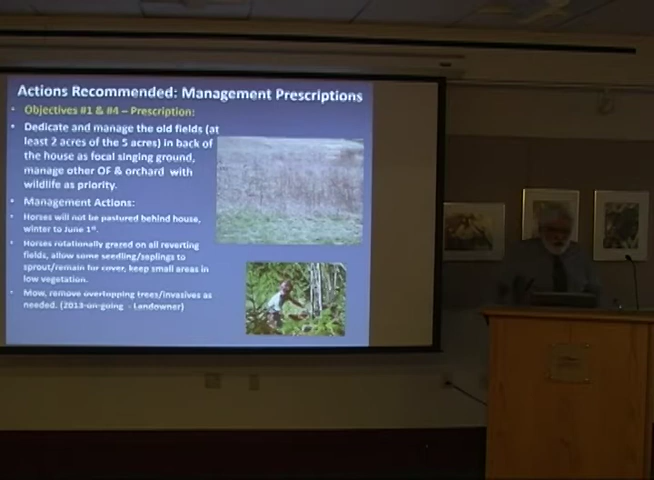 Actions Recommended: Management Prescriptions
• Objectives #1 & #4 – Prescription:
• Dedicate and manage the old fields (at
least 2 acres of the 5 acres) in back of
the house as focal singing ground,
manage other OF & orchard with
wildlife as priority.
• Management Actions:
• Horses will not be pastured behind house,
winter to June 1st.
• Horses rotationally grazed on all reverting
fields, allow some seedling/saplings to
sprout/remain for cover, keep small areas in
low vegetation.
• Mow, remove overtopping trees/invasives as
needed. (2013-on-going - Landowner)